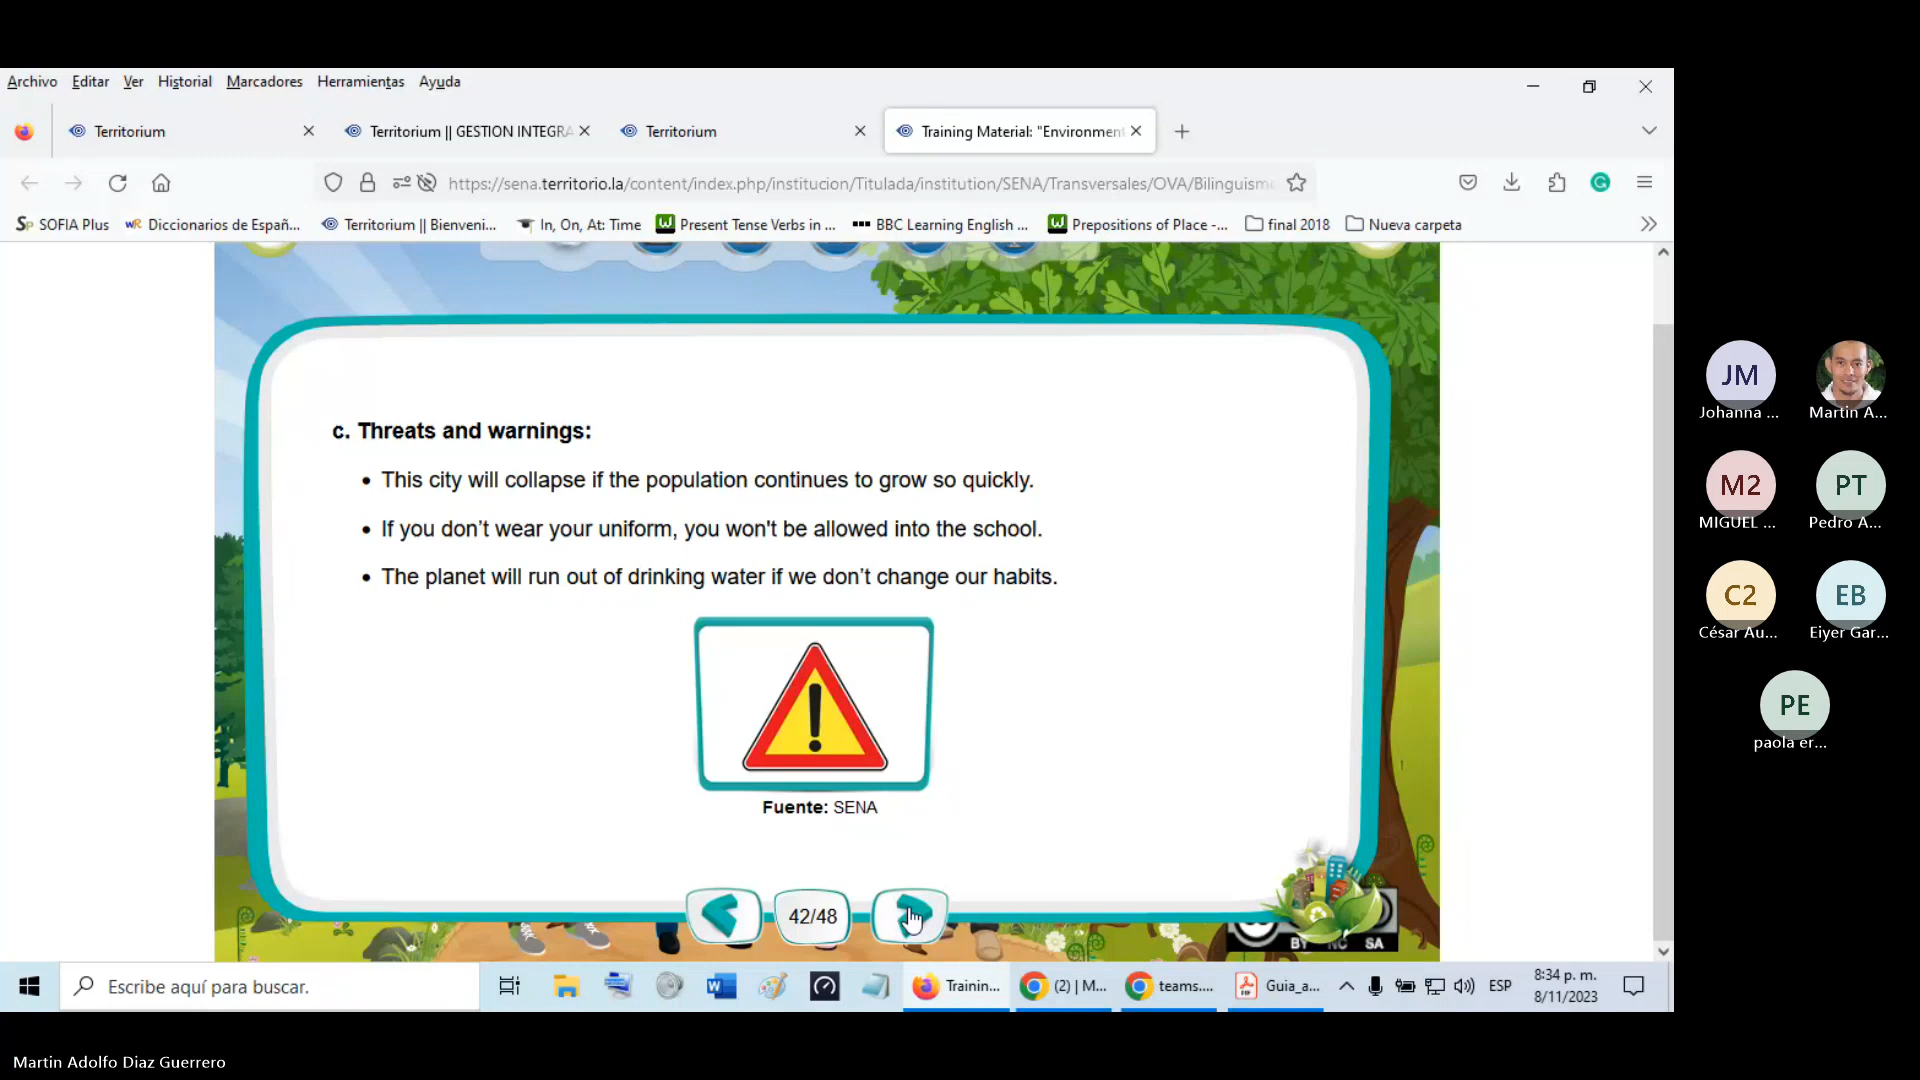 Archivo Editar Ver Historial Marcadores Herramientas Ayuda
Territorium
Territorium || GESTION INTEGRA
Territorium
Training Material: "Environment
https://sena.territorio.la/content/index.php/institucion/Titulada/institution/SENA/Transversales/OVA/Bilinguismo
SOFIA Plus
Diccionarios de Españ...
Territorium || Bienveni...
In, On, At: Time
Present Tense Verbs in ...
BBC Learning English ...
Prepositions of Place -...
final 2018
Nueva carpeta
c. Threats and warnings:
• This city will collapse if the population continues to grow so quickly.
• If you don’t wear your uniform, you won't be allowed into the school.
• The planet will run out of drinking water if we don’t change our habits.
Fuente: SENA
42/48
BY NC SA
JM
Johanna ...
Martin A...
M2
MIGUEL ...
PT
Pedro A...
C2
César Au...
EB
Eiyer Gar...
PE
paola er...
Escribe aquí para buscar.
Trainin...
(2) | M...
teams....
Guia_a...
ESP
8:34 p. m.
8/11/2023
Martin Adolfo Diaz Guerrero